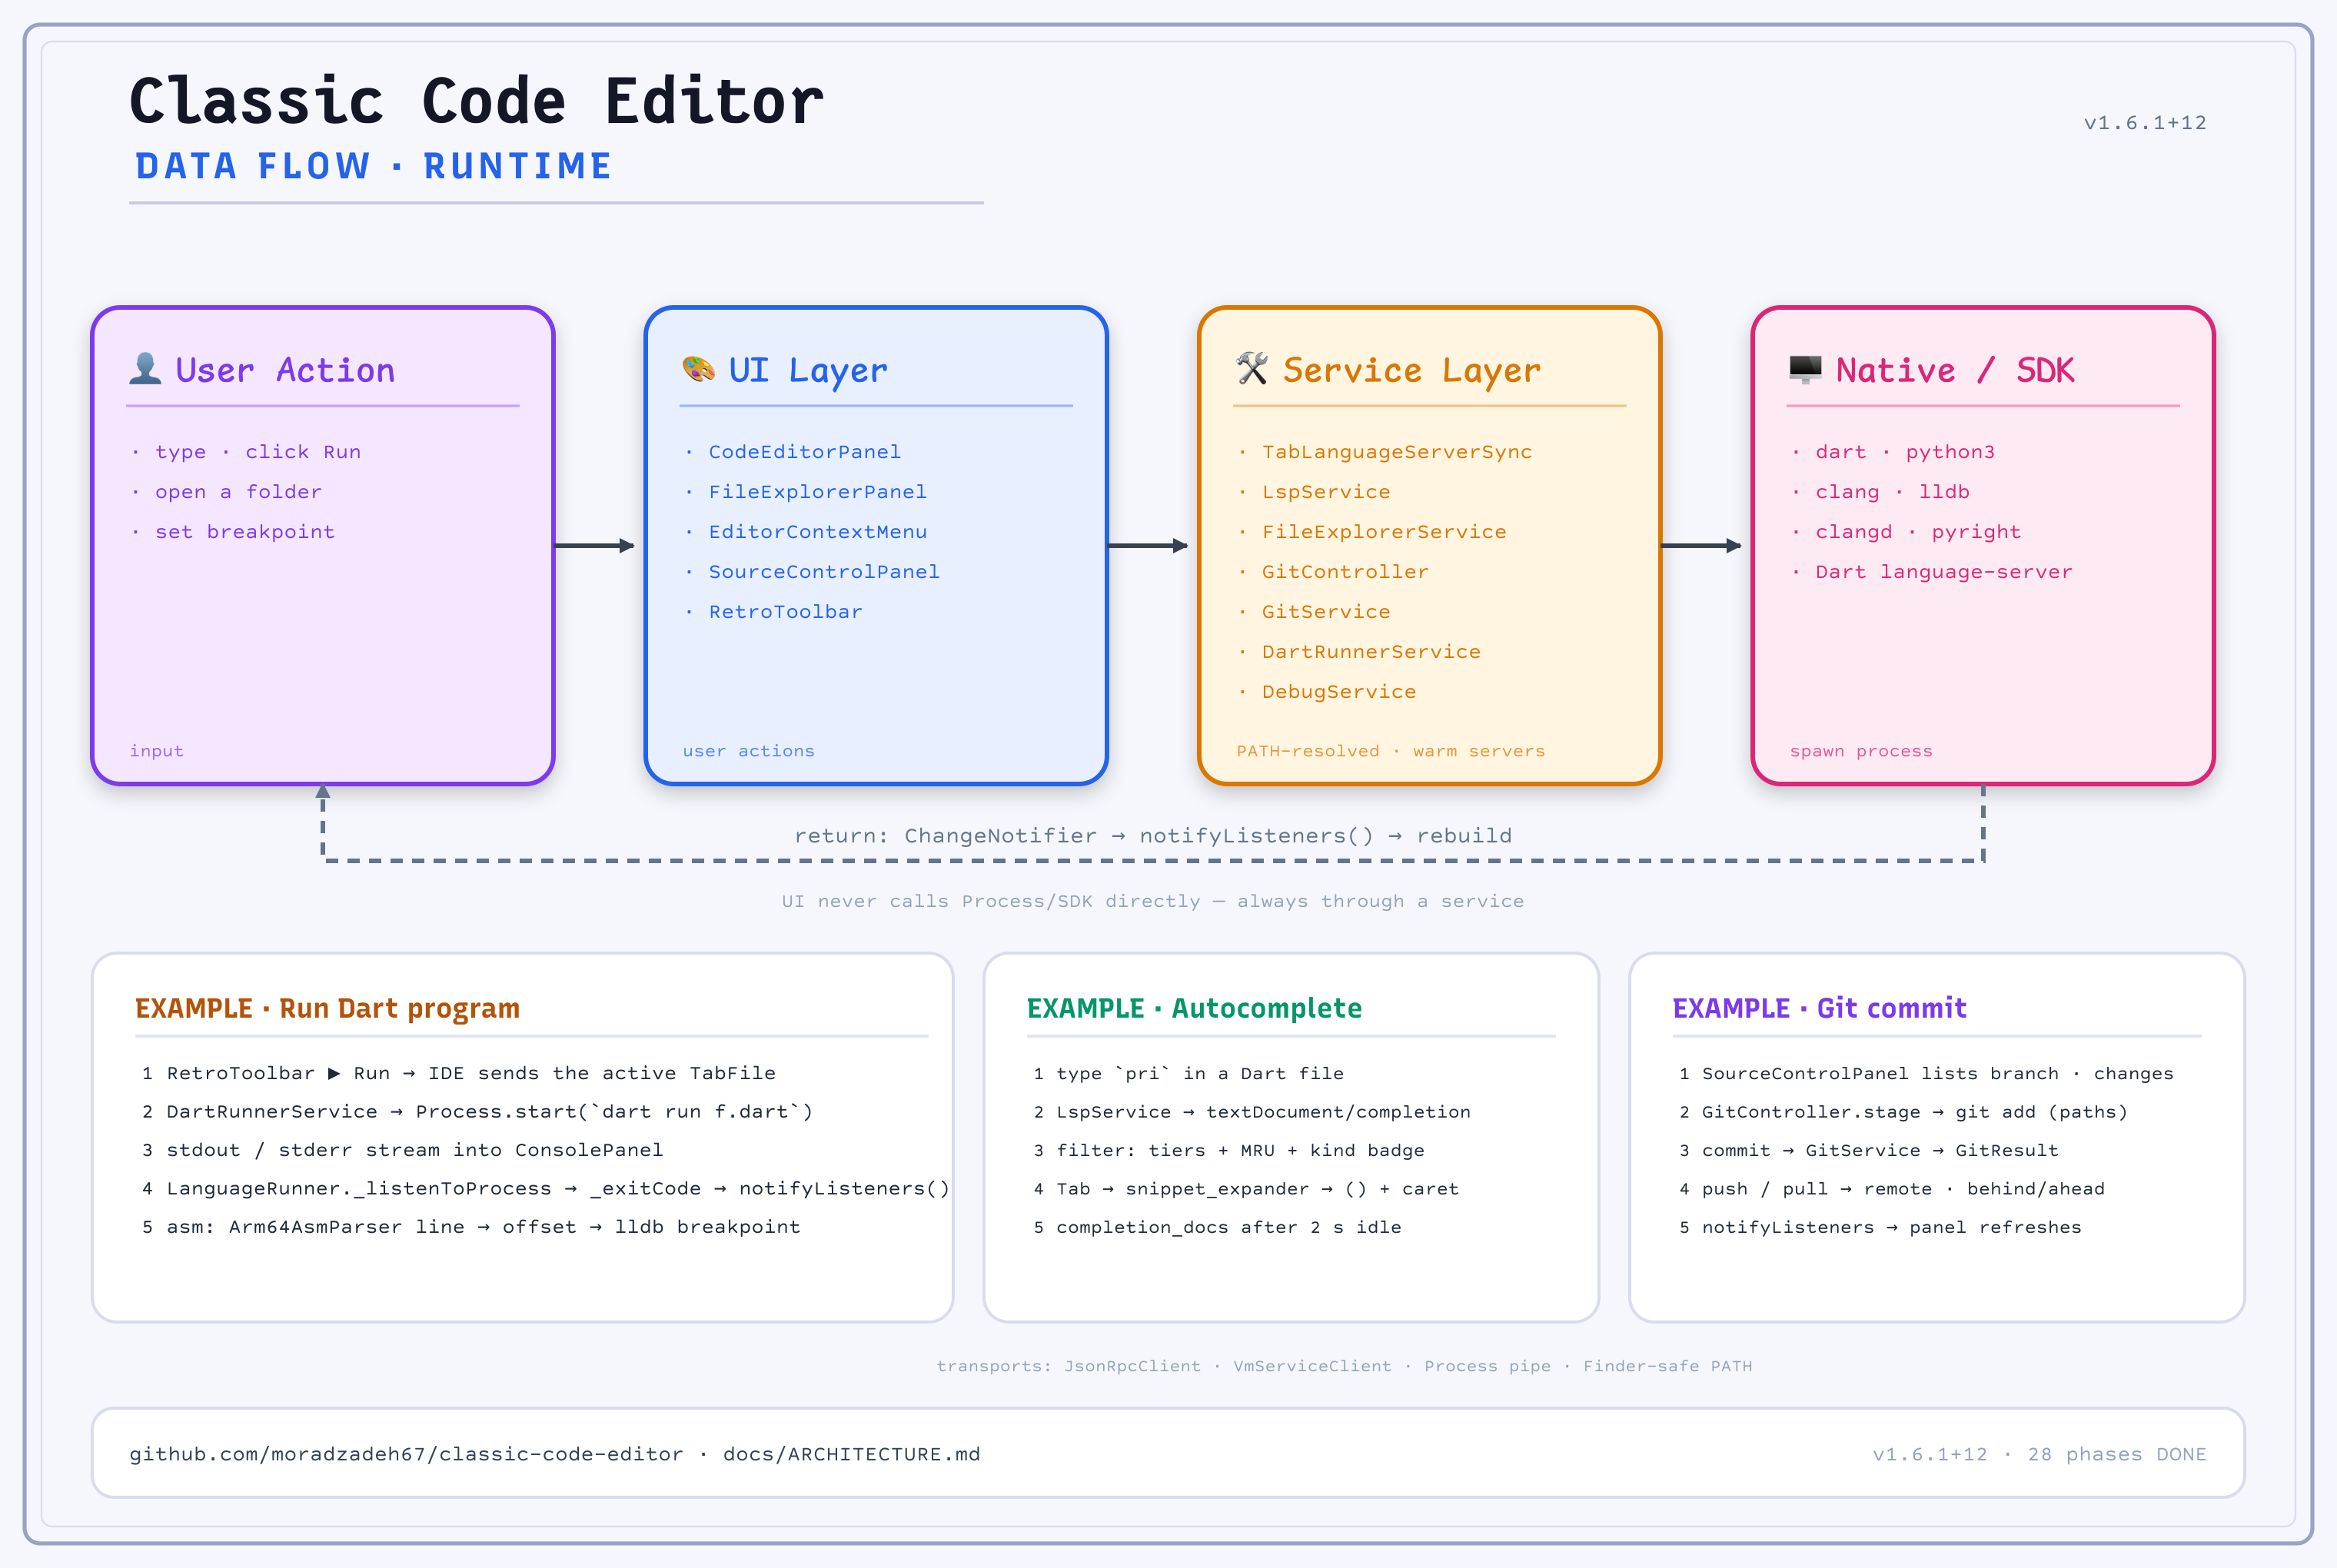 Classic Code Editor
v1.6.1+12
DATA FLOW · RUNTIME
User Action
· type · click Run
· open a folder
· set breakpoint
input
UI Layer
· CodeEditorPanel
· FileExplorerPanel
· EditorContextMenu
· SourceControlPanel
· RetroToolbar
user actions
Service Layer
· TabLanguageServerSync
· LspService
· FileExplorerService
· GitController
· GitService
· DartRunnerService
· DebugService
PATH-resolved · warm servers
Native / SDK
· dart · python3
· clang · lldb
· clangd · pyright
· Dart language-server
spawn process
return: ChangeNotifier → notifyListeners() → rebuild
UI never calls Process/SDK directly — always through a service
EXAMPLE · Run Dart program
1 RetroToolbar ▶ Run → IDE sends the active TabFile
2 DartRunnerService → Process.start(`dart run f.dart`)
3 stdout / stderr stream into ConsolePanel
4 LanguageRunner._listenToProcess → _exitCode → notifyListeners()
5 asm: Arm64AsmParser line → offset → lldb breakpoint
EXAMPLE · Autocomplete
1 type `pri` in a Dart file
2 LspService → textDocument/completion
3 filter: tiers + MRU + kind badge
4 Tab → snippet_expander → () + caret
5 completion_docs after 2 s idle
EXAMPLE · Git commit
1 SourceControlPanel lists branch · changes
2 GitController.stage → git add (paths)
3 commit → GitService → GitResult
4 push / pull → remote · behind/ahead
5 notifyListeners → panel refreshes
transports: JsonRpcClient · VmServiceClient · Process pipe · Finder-safe PATH
github.com/moradzadeh67/classic-code-editor · docs/ARCHITECTURE.md
v1.6.1+12 · 28 phases DONE